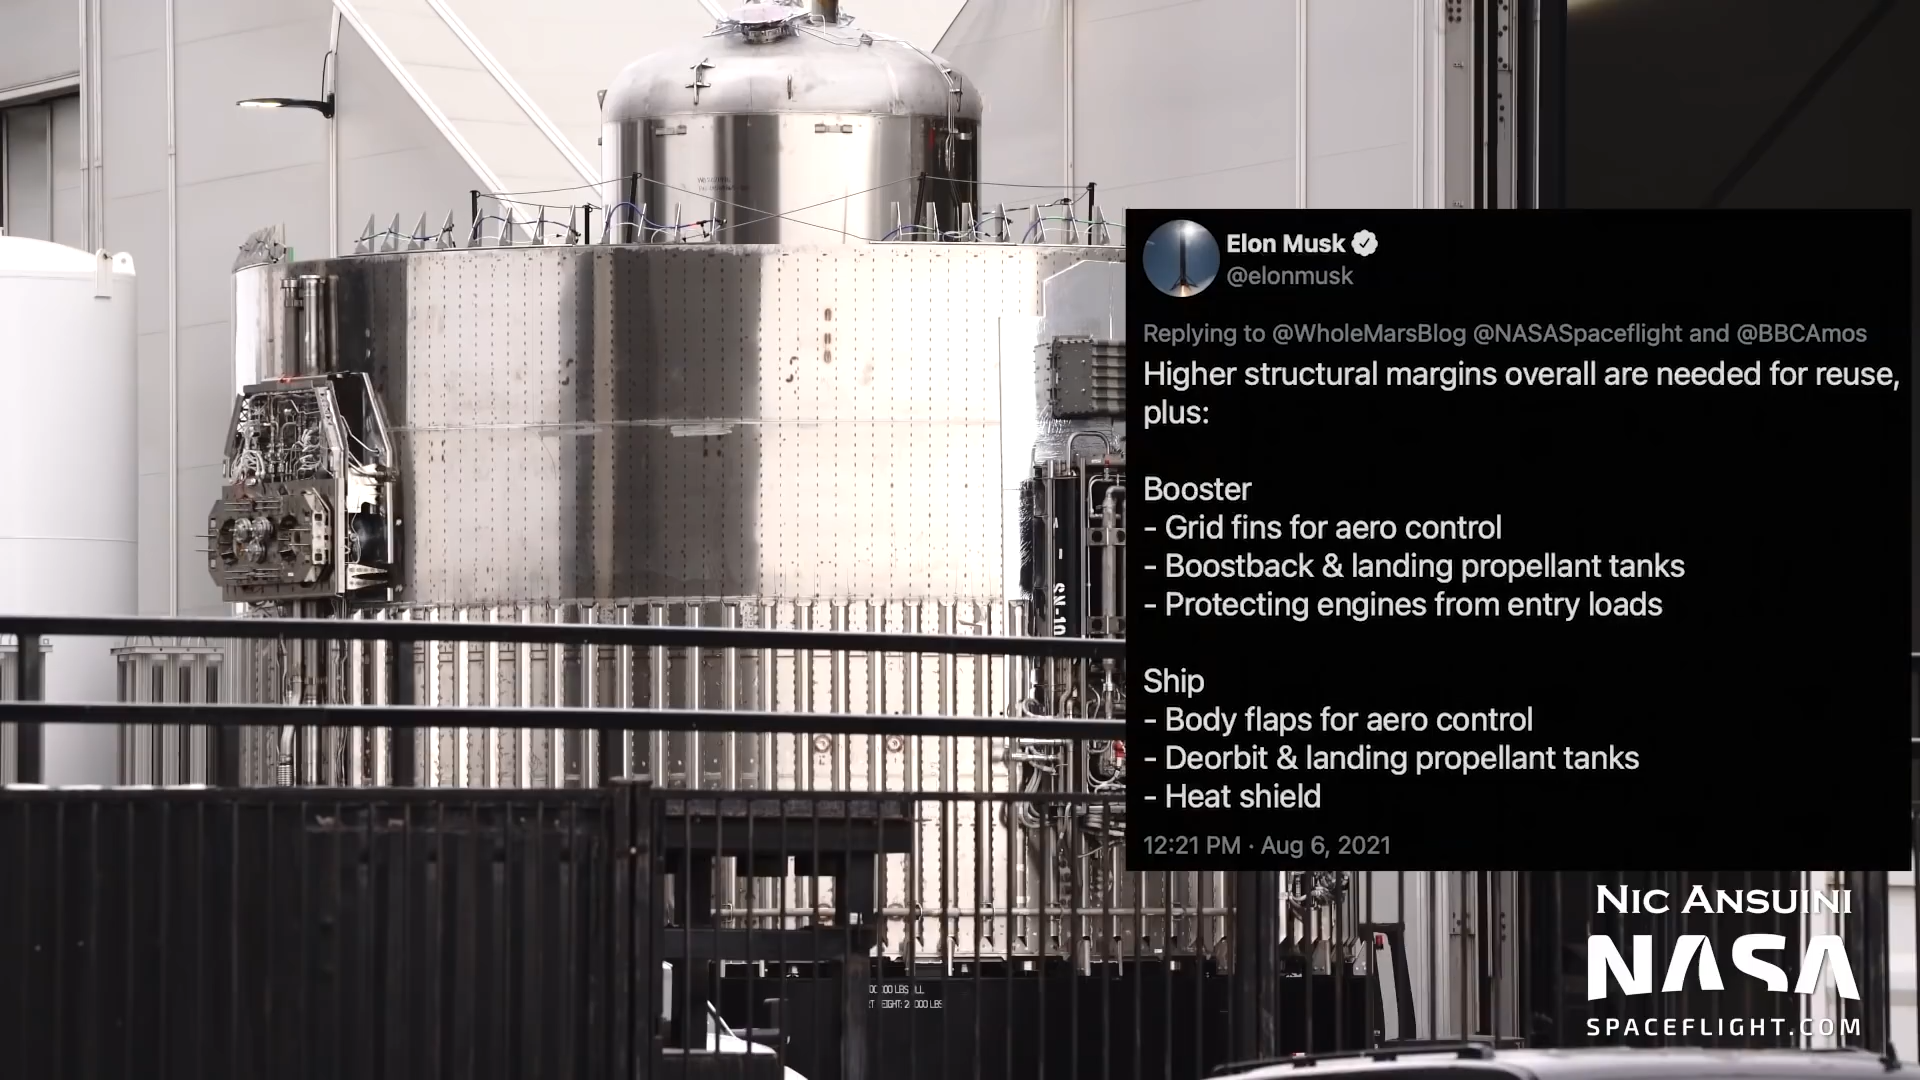 Elon Musk
@elonmusk
Replying to @WholeMarsBlog @NASASpaceflight and @BBCAmos
Higher structural margins overall are needed for reuse,
plus:
Booster
- Grid fins for aero control
- Boostback & landing propellant tanks
- Protecting engines from entry loads
Ship
- Body flaps for aero control
- Deorbit & landing propellant tanks
- Heat shield
12:21 PM · Aug 6, 2021
SN-10
NIC ANSUINI
NASA
SPACEFLIGHT.COM